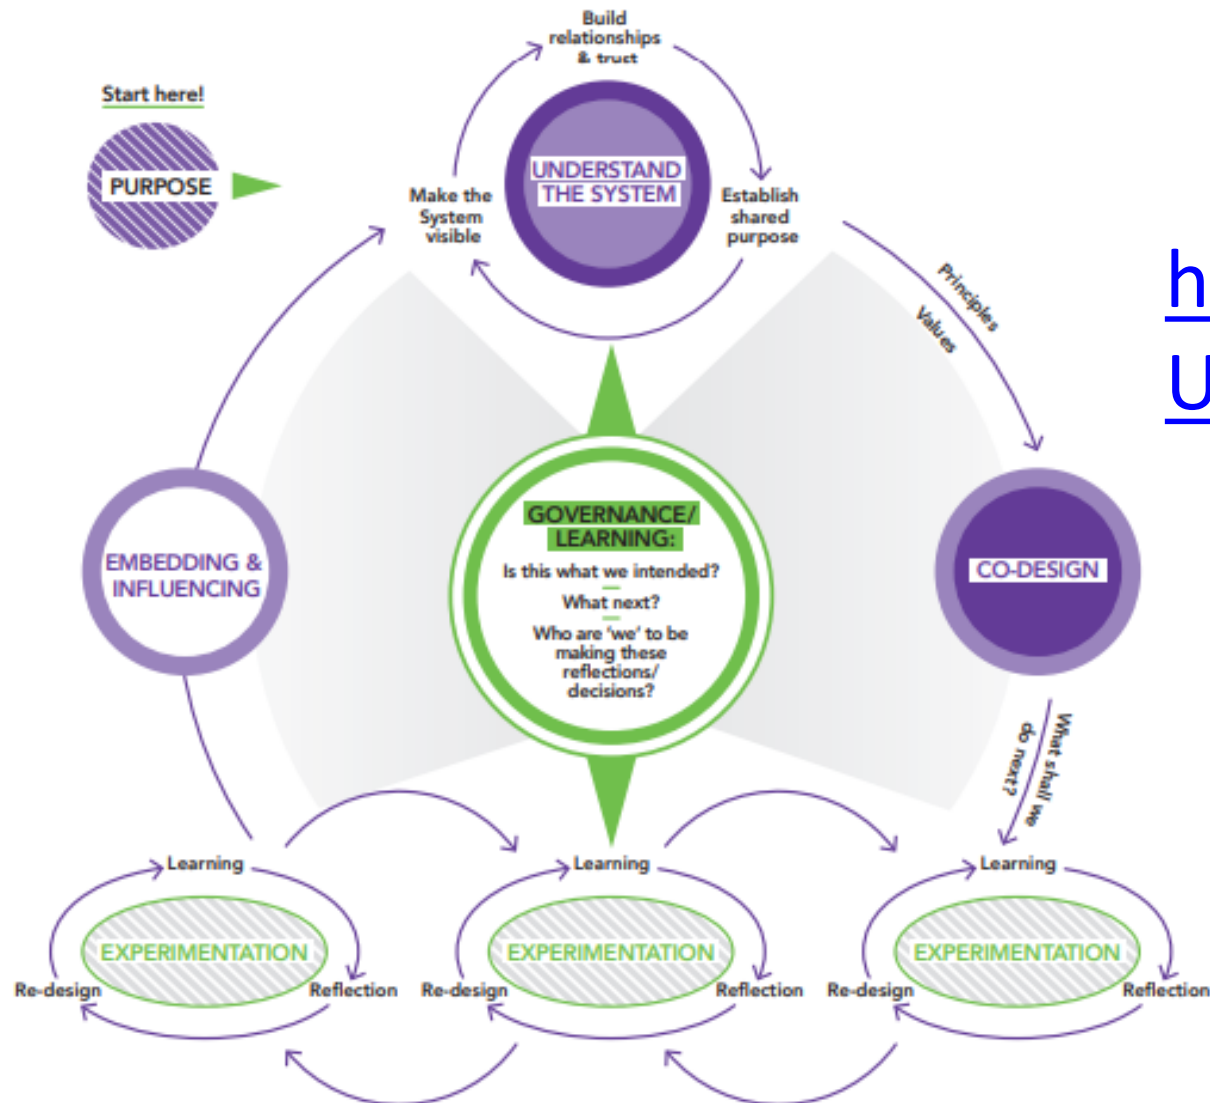 Start here!
PURPOSE
Build
relationships
& trust
UNDERSTAND
THE SYSTEM
Make the
System
visible
Establish
shared
purpose
Principles
Values
h
U
EMBEDDING &
INFLUENCING
GOVERNANCE/
LEARNING:
Is this what we intended?
What next?
Who are ‘we’ to be
making these
reflections/
decisions?
CO-DESIGN
What shall we
do next?
Learning
EXPERIMENTATION
Re-design
Reflection
Learning
EXPERIMENTATION
Re-design
Reflection
Learning
EXPERIMENTATION
Re-design
Reflection